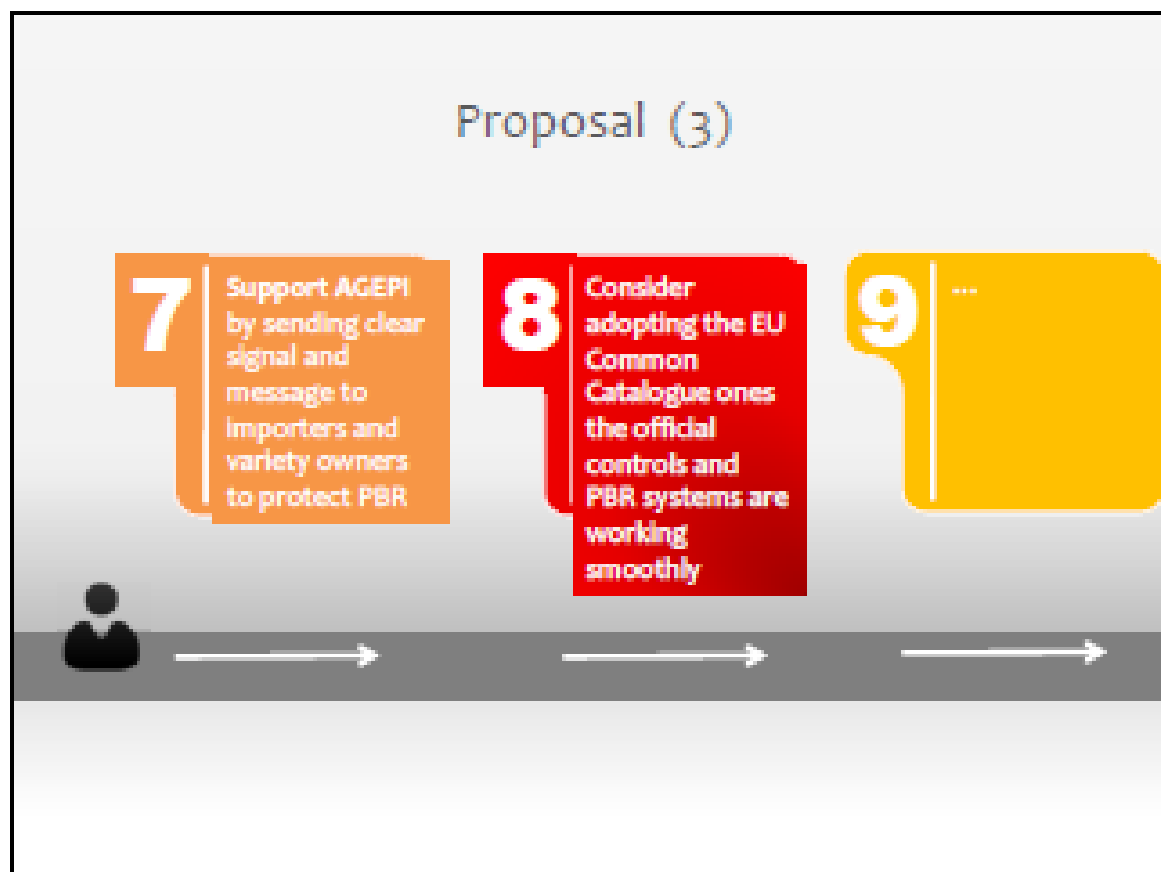 Proposal (3)
7
Support AGEPI
by sending clear
signal and
message to
importers and
variety owners
to protect PBR
8
Consider
adopting the EU
Common
Catalogue ones
the official
controls and
PBR systems are
working
smoothly
9
...